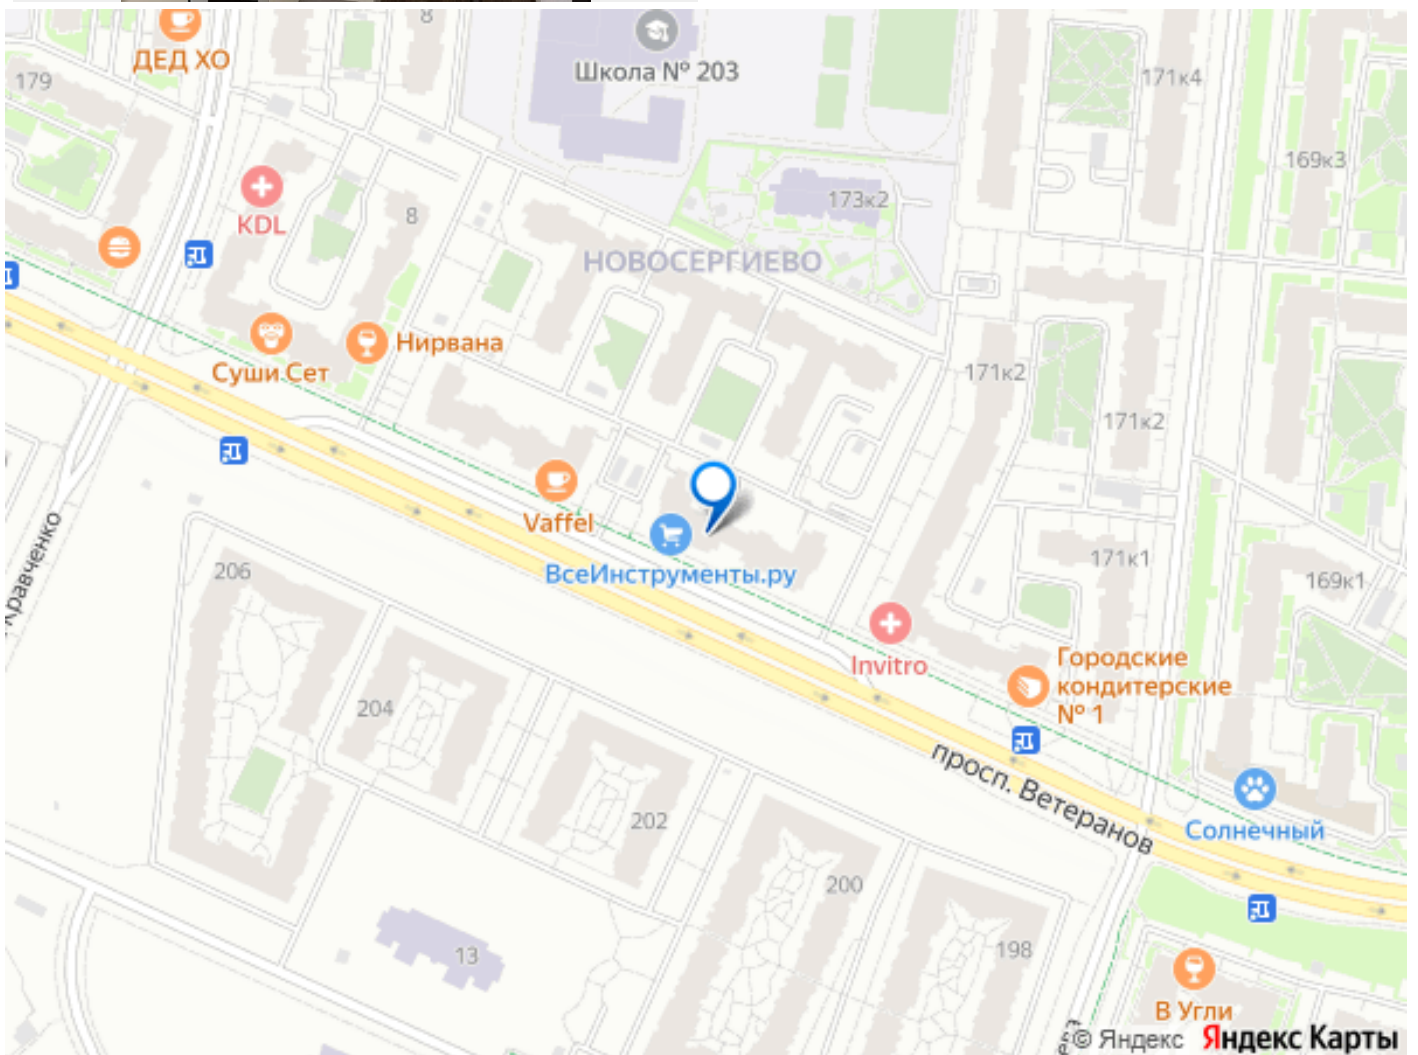 ДЕД ХО
8
Школа № 203
179
171к4
169к3
KDL
8
173к2
НОВОСЕРГИЕВО
Нирвана
Суши Сет
171к2
171к2
Vaffel
ВсеИнструменты.ру
Кравченко
206
171к1
169к1
Invitro
Городские
кондитерские
№ 1
204
просп. Ветеранов
202
Солнечный
200
13
198
В Угли
© Яндекс Яндекс Карты